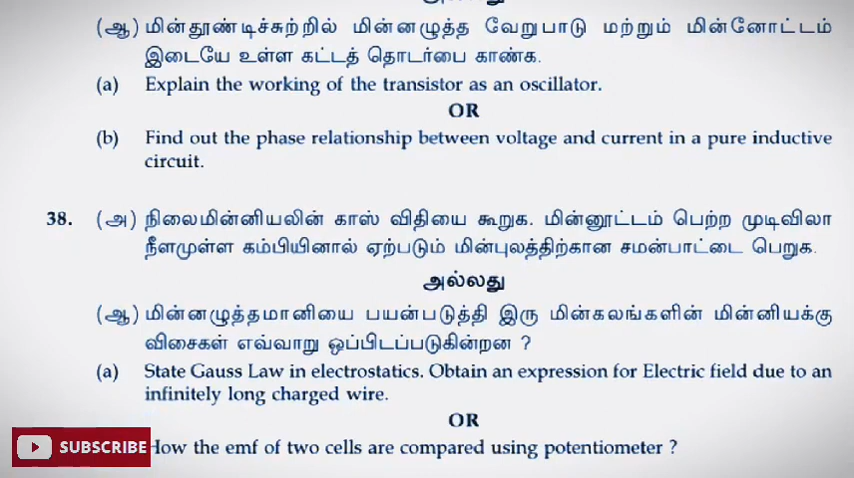 (ஆ) மின்தூண்டிச்சுற்றில் மின்னழுத்த வேறுபாடு மற்றும் மின்னோட்டம்
இடையே உள்ள கட்டத் தொடர்பை காண்க.
(a) Explain the working of the transistor as an oscillator.
OR
(b) Find out the phase relationship between voltage and current in a pure inductive
circuit.
38. (அ) நிலைமின்னியலின் காஸ் விதியை கூறுக. மின்னூட்டம் பெற்ற முடிவிலா
நீளமுள்ள கம்பியினால் ஏற்படும் மின்புலத்திற்கான சமன்பாட்டை பெறுக.
அல்லது
(ஆ) மின்னழுத்தமானியை பயன்படுத்தி இரு மின்கலங்களின் மின்னியக்கு
விசைகள் எவ்வாறு ஒப்பிடப்படுகின்றன ?
(a) State Gauss Law in electrostatics. Obtain an expression for Electric field due to an
infinitely long charged wire.
OR
SUBSCRIBE How the emf of two cells are compared using potentiometer ?